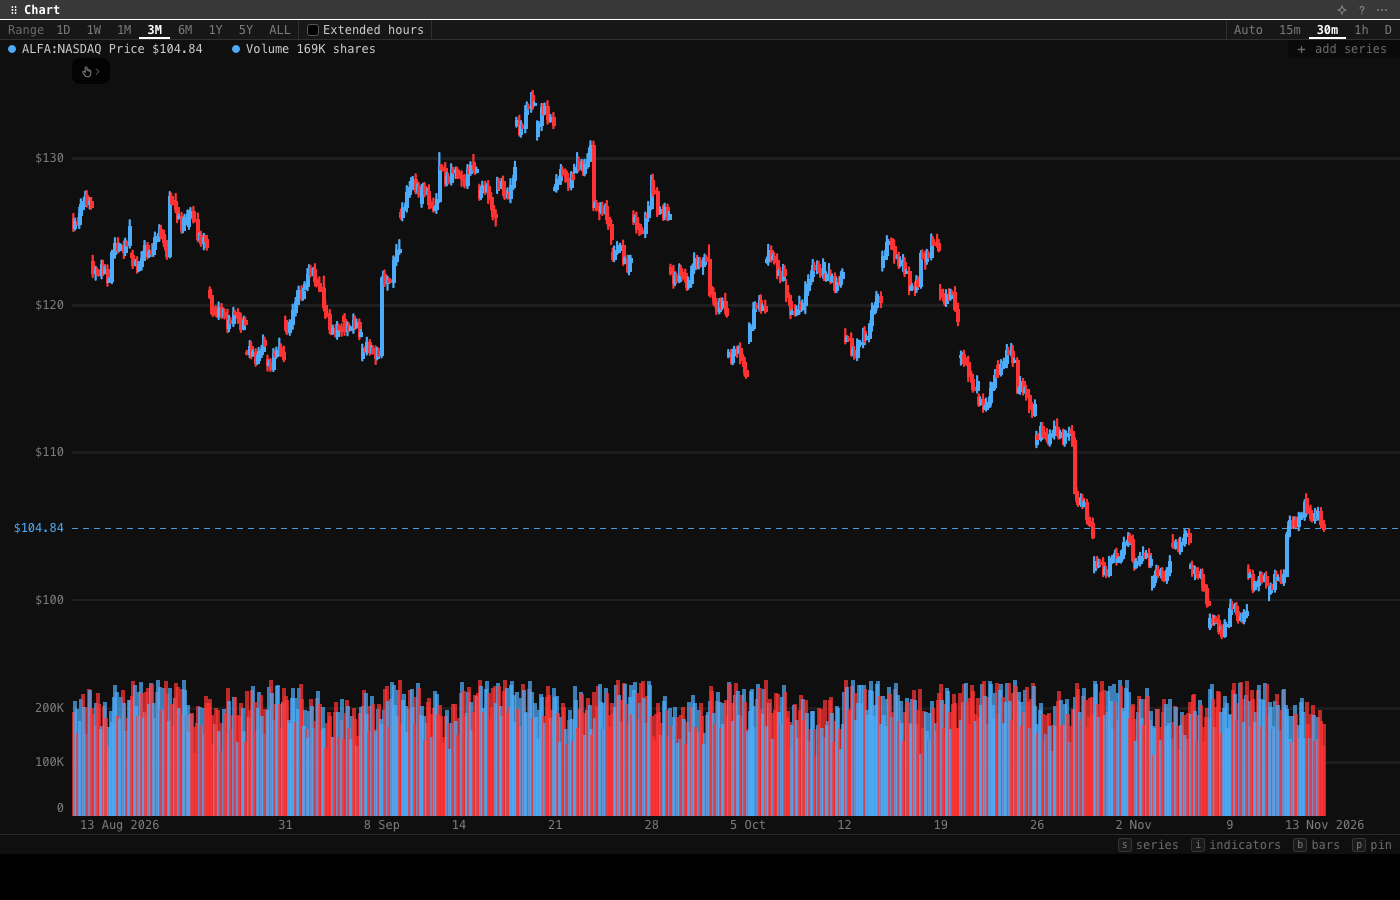 Chart ?
Range 1D 1W 1M 3M 6M 1Y 5Y ALL Extended hours Auto 15m 30m 1h D
ALFA:NASDAQ Price $104.84 Volume 169K shares + add series
$130
$120
$110
$104.84
$100
200K
100K
0
13 Aug 2026 31 8 Sep 14 21 28 5 Oct 12 19 26 2 Nov 9 13 Nov 2026
s series i indicators b bars p pin